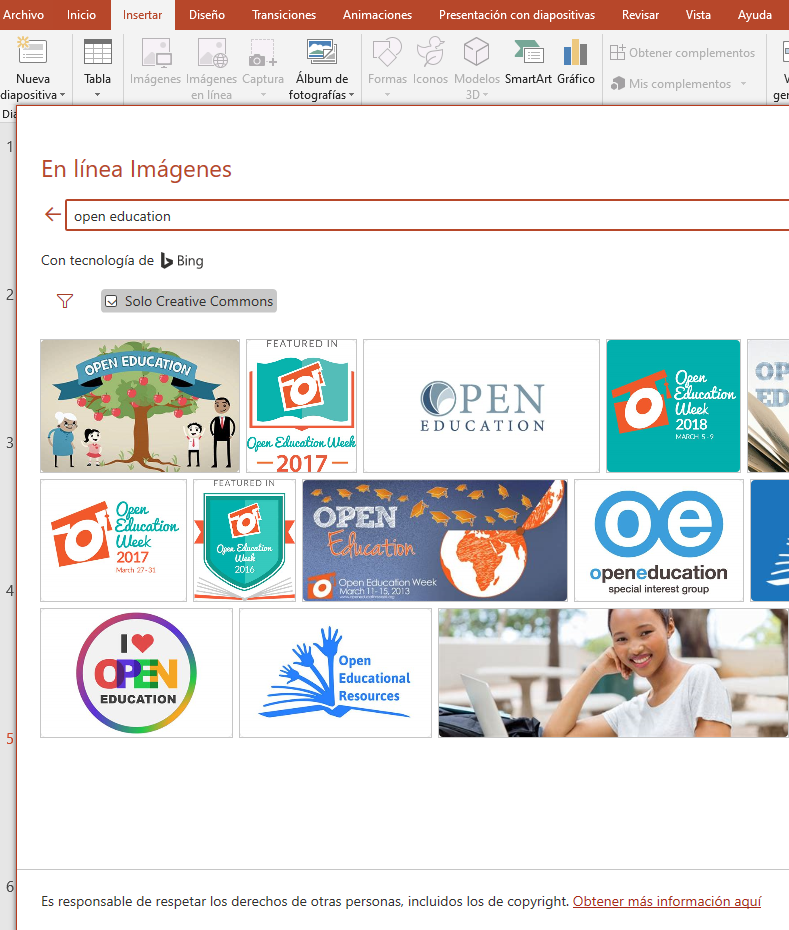 Archivo Inicio Insertar Diseño Transiciones Animaciones Presentación con diapositivas Revisar Vista Ayuda
Nueva diapositiva
Tabla
Imágenes
Imágenes en línea
Captura
Álbum de fotografías
Formas
Iconos
Modelos 3D
SmartArt
Gráfico
Obtener complementos
Mis complementos
1
2
3
4
5
6
En línea Imágenes
open education
Con tecnología de Bing
Solo Creative Commons
OPEN EDUCATION
FEATURED IN
Open Education Week
2017
OPEN
EDUCATION
Open
Education
Week
2018
MARCH 5-9
OP
ED
Open
Education
Week
2017
March 27-31
FEATURED IN
Open Education
Week
2016
OPEN
Education
Open Education Week
March 11-15, 2013
oe
openeducation
special interest group
I
OPEN
EDUCATION
Open
Educational
Resources
Es responsable de respetar los derechos de otras personas, incluidos los de copyright. Obtener más información aquí